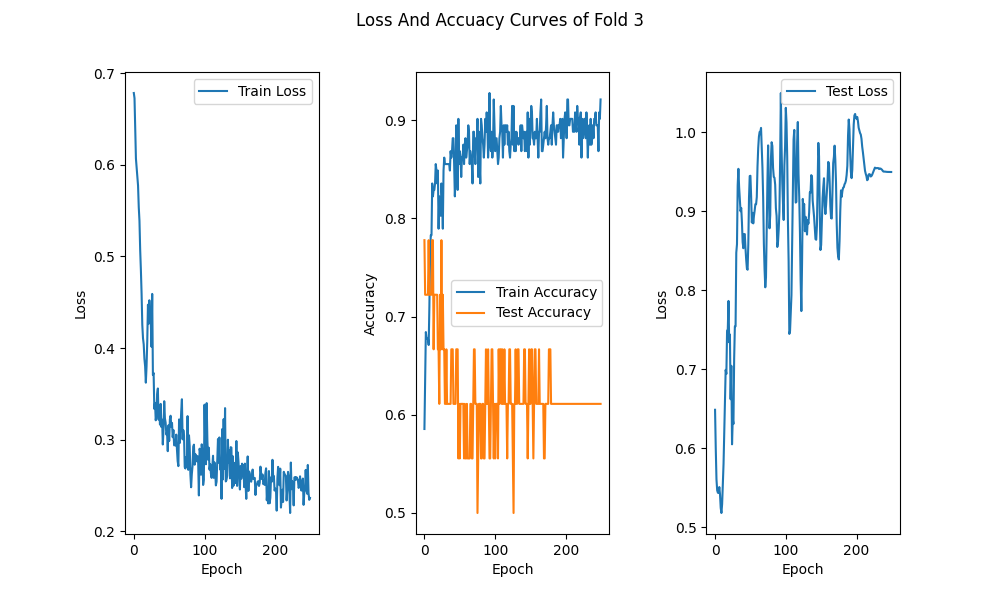 Loss And Accuacy Curves of Fold 3
0.7
0.6
0.5
0.4
0.3
0.2
Loss
0
100
200
Epoch
Train Loss
0.9
0.8
0.7
0.6
0.5
Accuracy
0
100
200
Epoch
Train Accuracy
Test Accuracy
1.0
0.9
0.8
0.7
0.6
0.5
Loss
0
100
200
Epoch
Test Loss